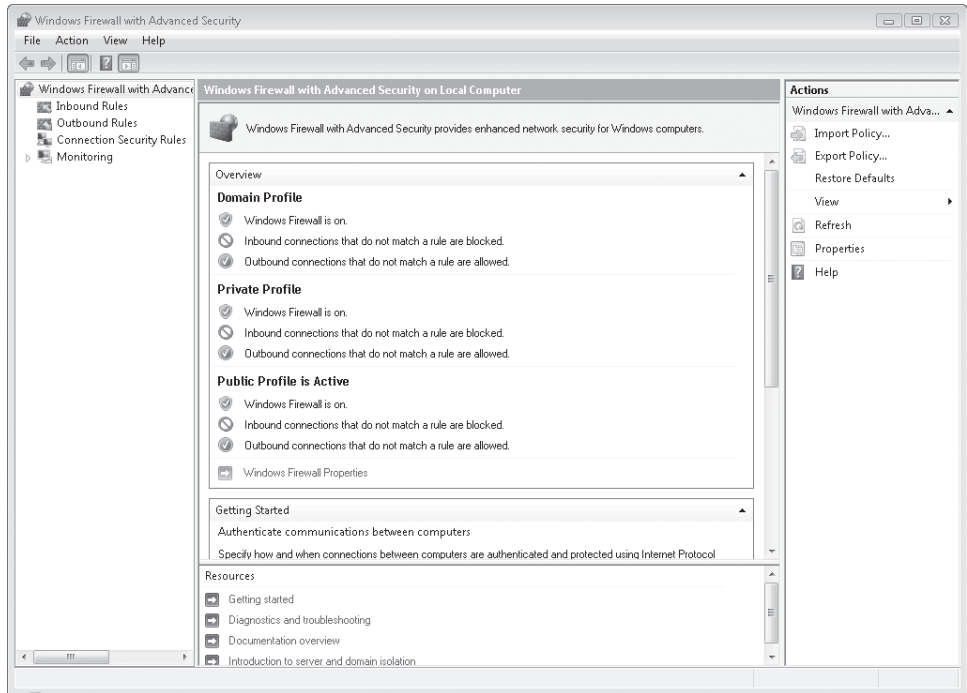 Windows Firewall with Advanced Security
File Action View Help
Windows Firewall with Advance
Inbound Rules
Outbound Rules
Connection Security Rules
Monitoring
Windows Firewall with Advanced Security on Local Computer
Windows Firewall with Advanced Security provides enhanced network security for Windows computers.
Overview
Domain Profile
Windows Firewall is on.
Inbound connections that do not match a rule are blocked.
Outbound connections that do not match a rule are allowed.
Private Profile
Windows Firewall is on.
Inbound connections that do not match a rule are blocked.
Outbound connections that do not match a rule are allowed.
Public Profile is Active
Windows Firewall is on.
Inbound connections that do not match a rule are blocked.
Outbound connections that do not match a rule are allowed.
Windows Firewall Properties
Getting Started
Authenticate communications between computers
Specify how and when connections between computers are authenticated and protected using Internet Protocol
Resources
Getting started
Diagnostics and troubleshooting
Documentation overview
Introduction to server and domain isolation
Actions
Windows Firewall with Adva...
Import Policy...
Export Policy...
Restore Defaults
View
Refresh
Properties
Help